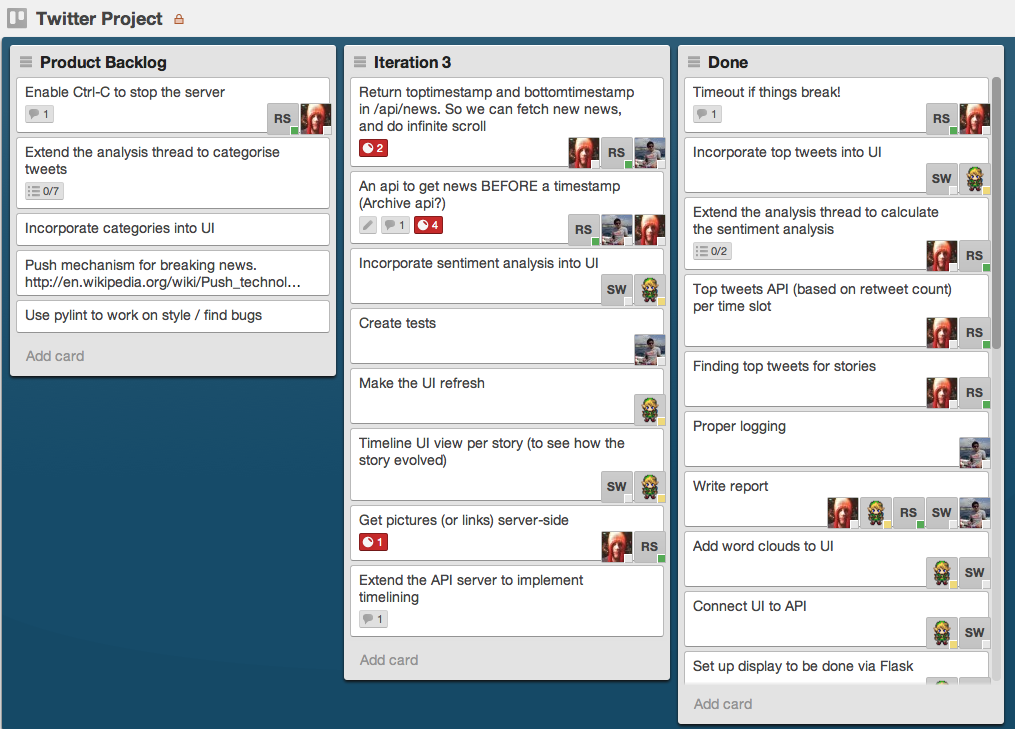 Twitter Project
Product Backlog
Enable Ctrl-C to stop the server
1
RS
Extend the analysis thread to categorise
tweets
0/7
Incorporate categories into UI
Push mechanism for breaking news.
http://en.wikipedia.org/wiki/Push_technol...
Use pylint to work on style / find bugs
Add card
Iteration 3
Return toptimestamp and bottomtimestamp
in /api/news. So we can fetch new news,
and do infinite scroll
2
RS
An api to get news BEFORE a timestamp
(Archive api?)
1 4
RS
Incorporate sentiment analysis into UI
SW
Create tests
Make the UI refresh
Timeline UI view per story (to see how the
story evolved)
SW
Get pictures (or links) server-side
1
RS
Extend the API server to implement
timelining
1
Add card
Done
Timeout if things break!
1
RS
Incorporate top tweets into UI
SW
Extend the analysis thread to calculate
the sentiment analysis
0/2
RS
Top tweets API (based on retweet count)
per time slot
RS
Finding top tweets for stories
RS
Proper logging
Write report
RS SW
Add word clouds to UI
SW
Connect UI to API
SW
Set up display to be done via Flask
Add card